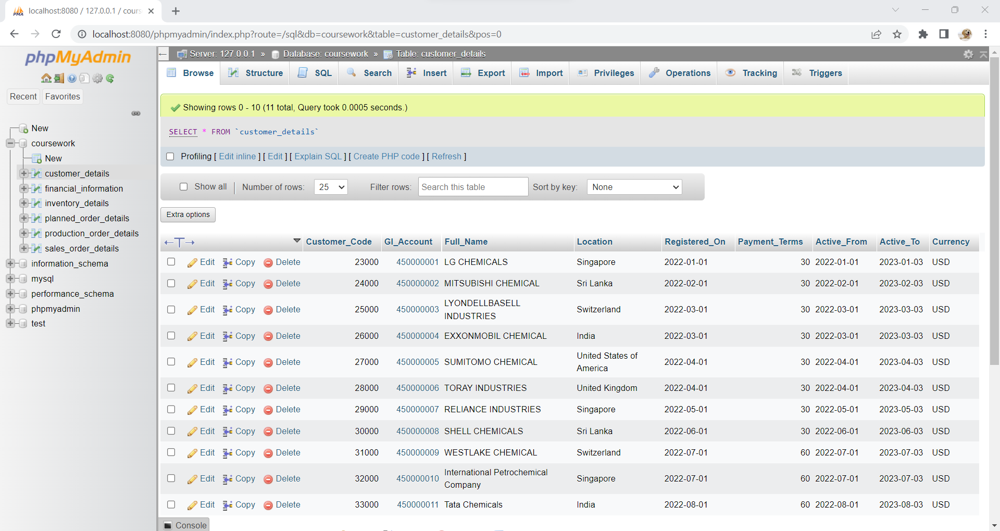 localhost:8080 / 127.0.0.1 / cours
localhost:8080/phpmyadmin/index.php?route=/sql&db=coursework&table=customer_details&pos=0
phpMyAdmin
Recent Favorites
New
coursework
New
customer_details
financial_information
inventory_details
planned_order_details
production_order_details
sales_order_details
information_schema
mysql
performance_schema
phpmyadmin
test
Server: 127.0.0.1 » Database: coursework » Table: customer_details
Browse Structure SQL Search Insert Export Import Privileges Operations Tracking Triggers
Showing rows 0 - 10 (11 total, Query took 0.0005 seconds.)
SELECT * FROM `customer_details`
Profiling [ Edit inline ] [ Edit ] [ Explain SQL ] [ Create PHP code ] [ Refresh ]
Show all Number of rows: 25 Filter rows: Search this table Sort by key: None
Extra options
Customer_Code Gl_Account Full_Name Location Registered_On Payment_Terms Active_From Active_To Currency
Edit Copy Delete 23000 450000001 LG CHEMICALS Singapore 2022-01-01 30 2022-01-01 2023-01-03 USD
Edit Copy Delete 24000 450000002 MITSUBISHI CHEMICAL Sri Lanka 2022-02-01 30 2022-02-01 2023-02-03 USD
Edit Copy Delete 25000 450000003 LYONDELLBASELL INDUSTRIES Switzerland 2022-03-01 30 2022-03-01 2023-03-03 USD
Edit Copy Delete 26000 450000004 EXXONMOBIL CHEMICAL India 2022-03-01 30 2022-03-01 2023-03-03 USD
Edit Copy Delete 27000 450000005 SUMITOMO CHEMICAL United States of America 2022-04-01 30 2022-04-01 2023-04-03 USD
Edit Copy Delete 28000 450000006 TORAY INDUSTRIES United Kingdom 2022-04-01 30 2022-04-01 2023-04-03 USD
Edit Copy Delete 29000 450000007 RELIANCE INDUSTRIES Singapore 2022-05-01 30 2022-05-01 2023-05-03 USD
Edit Copy Delete 30000 450000008 SHELL CHEMICALS Sri Lanka 2022-06-01 30 2022-06-01 2023-06-03 USD
Edit Copy Delete 31000 450000009 WESTLAKE CHEMICAL Switzerland 2022-07-01 60 2022-07-01 2023-07-03 USD
Edit Copy Delete 32000 450000010 International Petrochemical Company Singapore 2022-07-01 60 2022-07-01 2023-07-03 USD
Edit Copy Delete 33000 450000011 Tata Chemicals India 2022-08-01 60 2022-08-01 2023-08-03 USD
Console